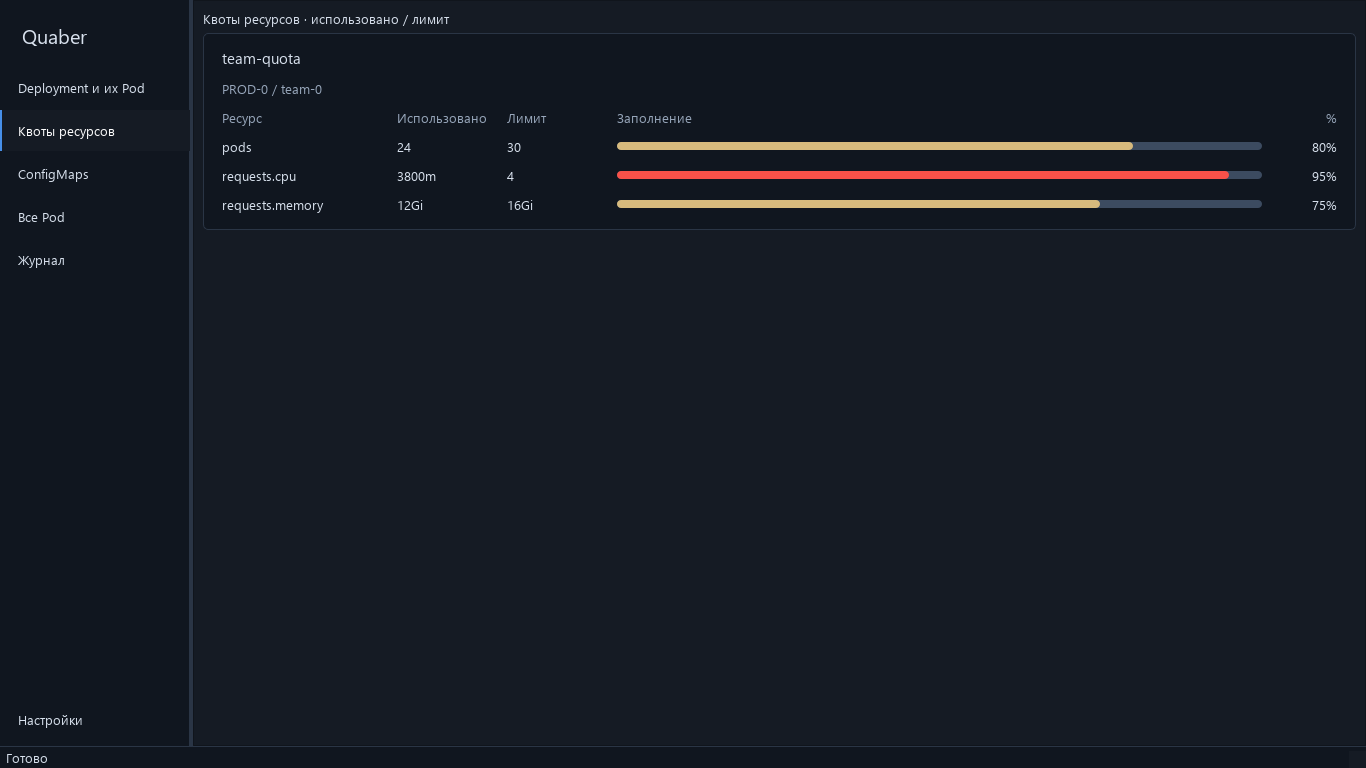 Quaber
Deployment и их Pod
Квоты ресурсов
ConfigMaps
Все Pod
Журнал
Настройки
Готово
Квоты ресурсов · использовано / лимит
team-quota
PROD-0 / team-0
Ресурс Использовано Лимит Заполнение %
pods 24 30 80%
requests.cpu 3800m 4 95%
requests.memory 12Gi 16Gi 75%